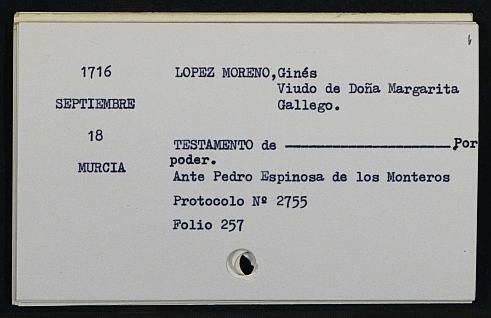 1716
SEPTIEMBRE
18
MURCIA
LOPEZ MORENO,Ginés
Viudo de Doña Margarita
Gallego.
TESTAMENTO de ———————————.Por
poder.
Ante Pedro Espinosa de los Monteros
Protocolo Nº 2755
Folio 257